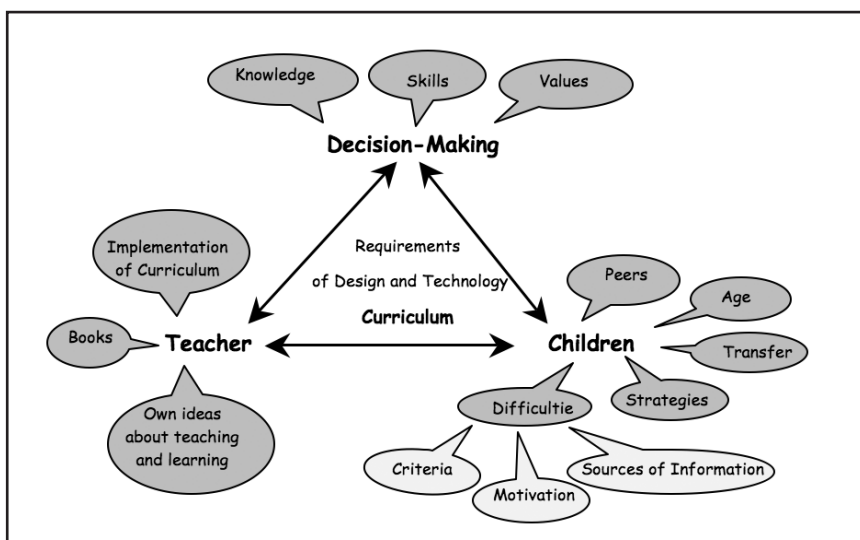 Knowledge
Skills
Values
Decision-Making
Requirements
of Design and Technology
Curriculum
Implementation
of Curriculum
Books
Teacher
Own ideas
about teaching
and learning
Children
Peers
Age
Transfer
Strategies
Difficultie
Criteria
Motivation
Sources of Information